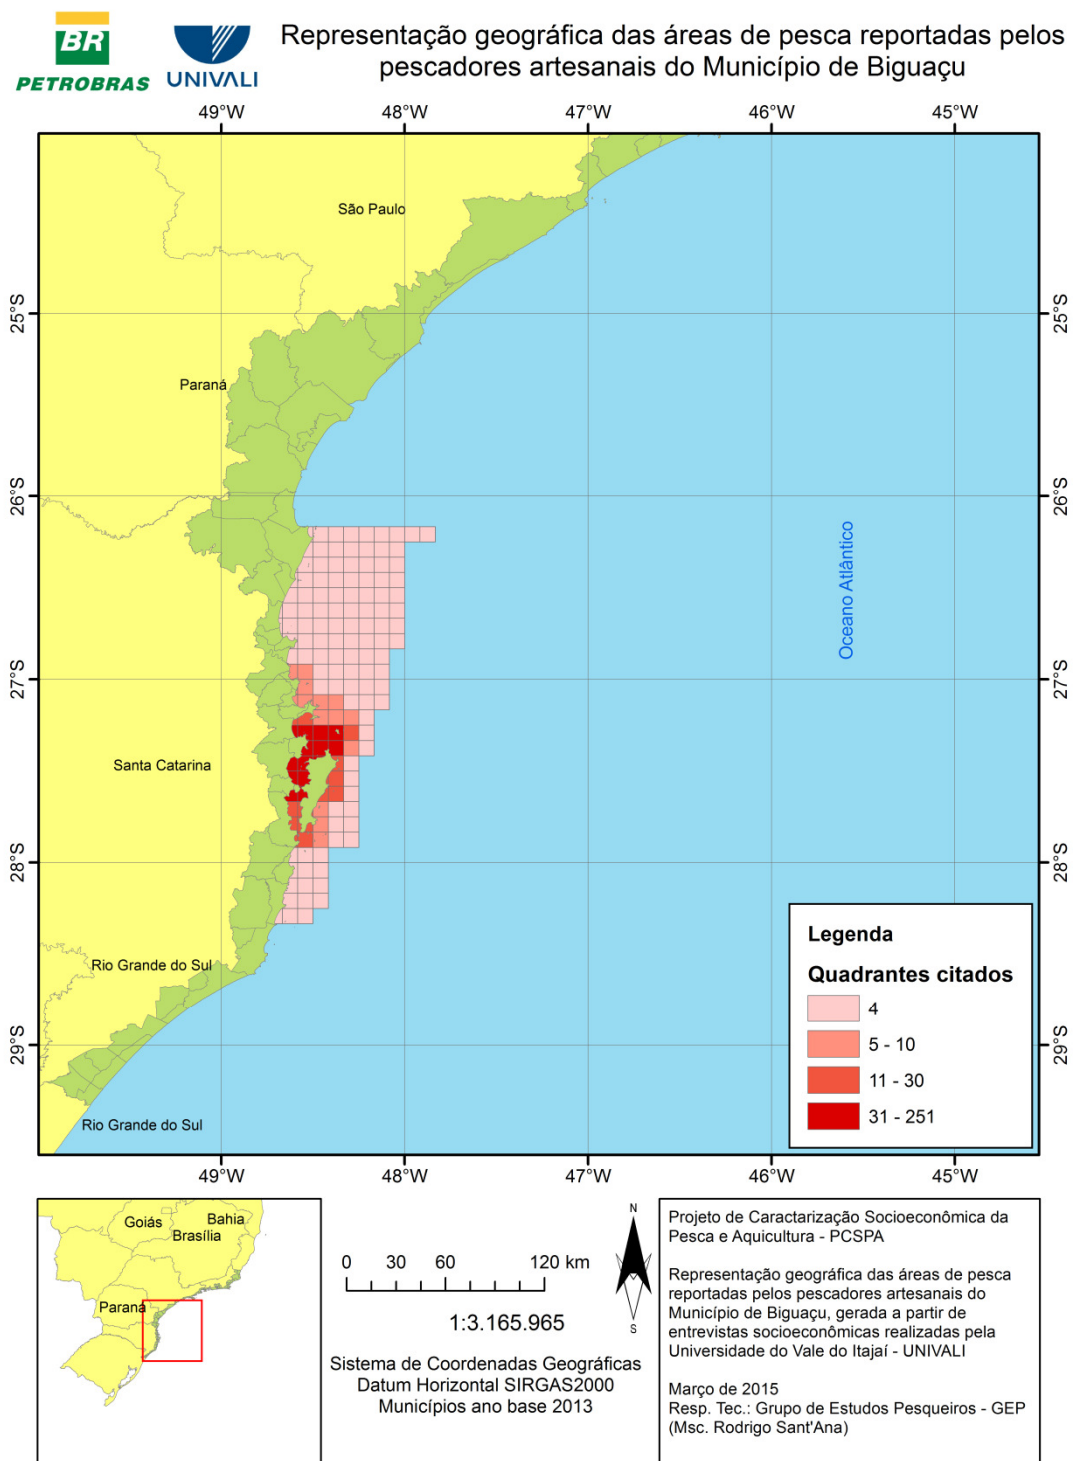 BR
PETROBRAS
UNIVALI
Representação geográfica das áreas de pesca reportadas pelos
pescadores artesanais do Município de Biguaçu
49°W 48°W 47°W 46°W 45°W
São Paulo
25°S 25°S
Paraná
26°S 26°S
Oceano Atlântico
27°S 27°S
Santa Catarina
28°S 28°S
Rio Grande do Sul
29°S 29°S
Rio Grande do Sul
Legenda
Quadrantes citados
4
5 - 10
11 - 30
31 - 251
49°W 48°W 47°W 46°W 45°W
Goiás
Bahia
Brasília
Paraná
0 30 60 120 km
1:3.165.965
N
S
Sistema de Coordenadas Geográficas
Datum Horizontal SIRGAS2000
Municípios ano base 2013
Projeto de Caractarização Socioeconômica da
Pesca e Aquicultura - PCSPA
Representação geográfica das áreas de pesca
reportadas pelos pescadores artesanais do
Município de Biguaçu, gerada a partir de
entrevistas socioeconômicas realizadas pela
Universidade do Vale do Itajaí - UNIVALI
Março de 2015
Resp. Tec.: Grupo de Estudos Pesqueiros - GEP
(Msc. Rodrigo Sant'Ana)